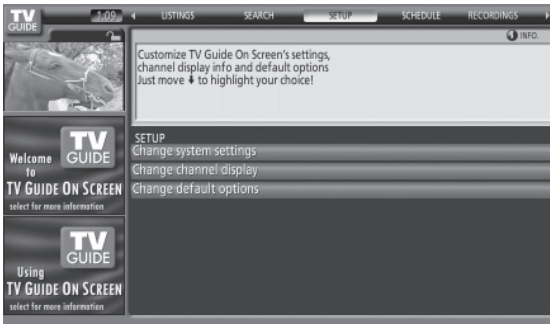 TV
GUIDE
1:09
LISTINGS
SEARCH
SETUP
SCHEDULE
RECORDINGS
i INFO.
Customize TV Guide On Screen's settings,
channel display info and default options
Just move ⬇ to highlight your choice!
SETUP
Change system settings
Change channel display
Change default options
TV
GUIDE
Welcome
to
TV GUIDE ON SCREEN
select for more information
TV
GUIDE
Using
TV GUIDE ON SCREEN
select for more information